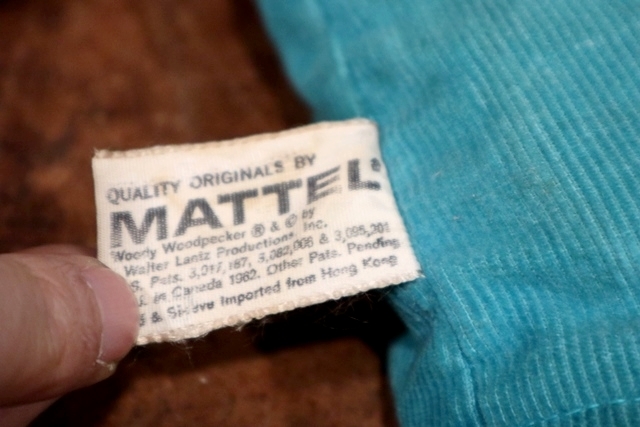 QUALITY ORIGINALS BY
MATTEL®
Woody Woodpecker ® & © by
Walter Lantz Productions, Inc.
S. Pats. 3,017,187, 3,082,006 & 3,095,201
in Canada 1962. Other Pats. Pending
& Sleeve Imported from Hong Kong